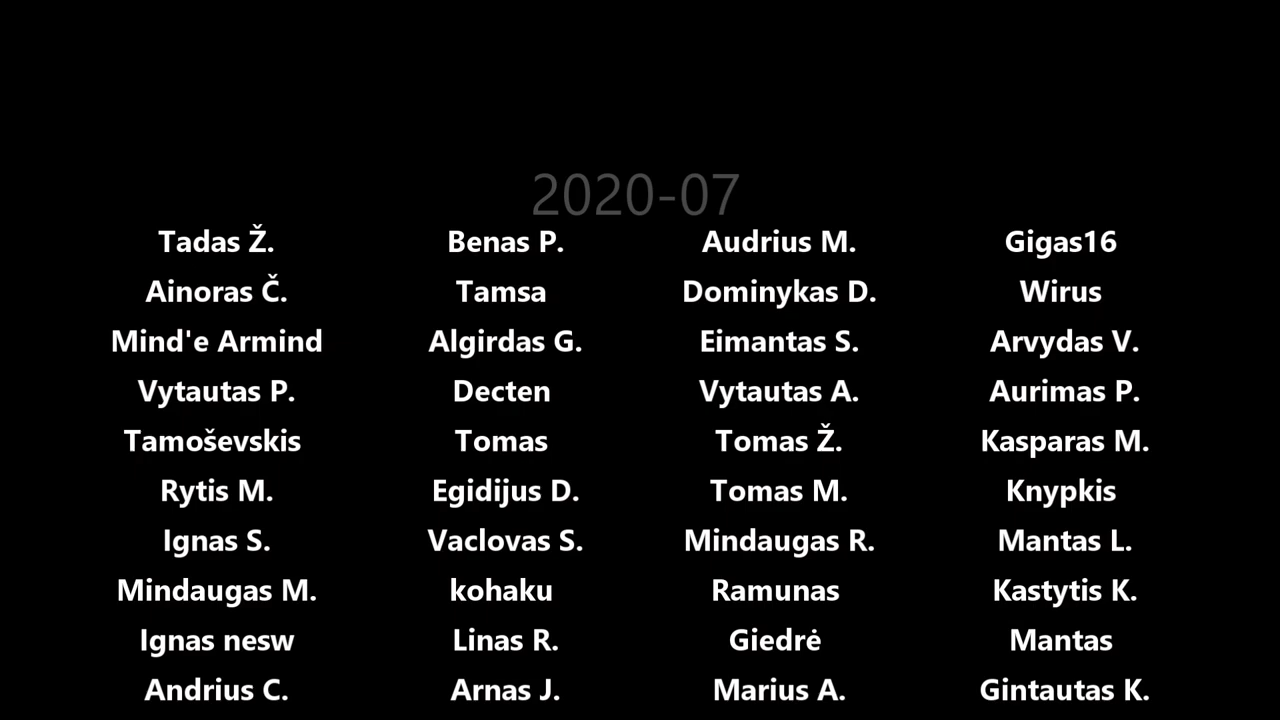 2020-07
Tadas Ž. Benas P. Audrius M. Gigas16
Ainoras Č. Tamsa Dominykas D. Wirus
Mind'e Armind Algirdas G. Eimantas S. Arvydas V.
Vytautas P. Decten Vytautas A. Aurimas P.
Tamoševskis Tomas Tomas Ž. Kasparas M.
Rytis M. Egidijus D. Tomas M. Knypkis
Ignas S. Vaclovas S. Mindaugas R. Mantas L.
Mindaugas M. kohaku Ramunas Kastytis K.
Ignas nesw Linas R. Giedrė Mantas
Andrius C. Arnas J. Marius A. Gintautas K.